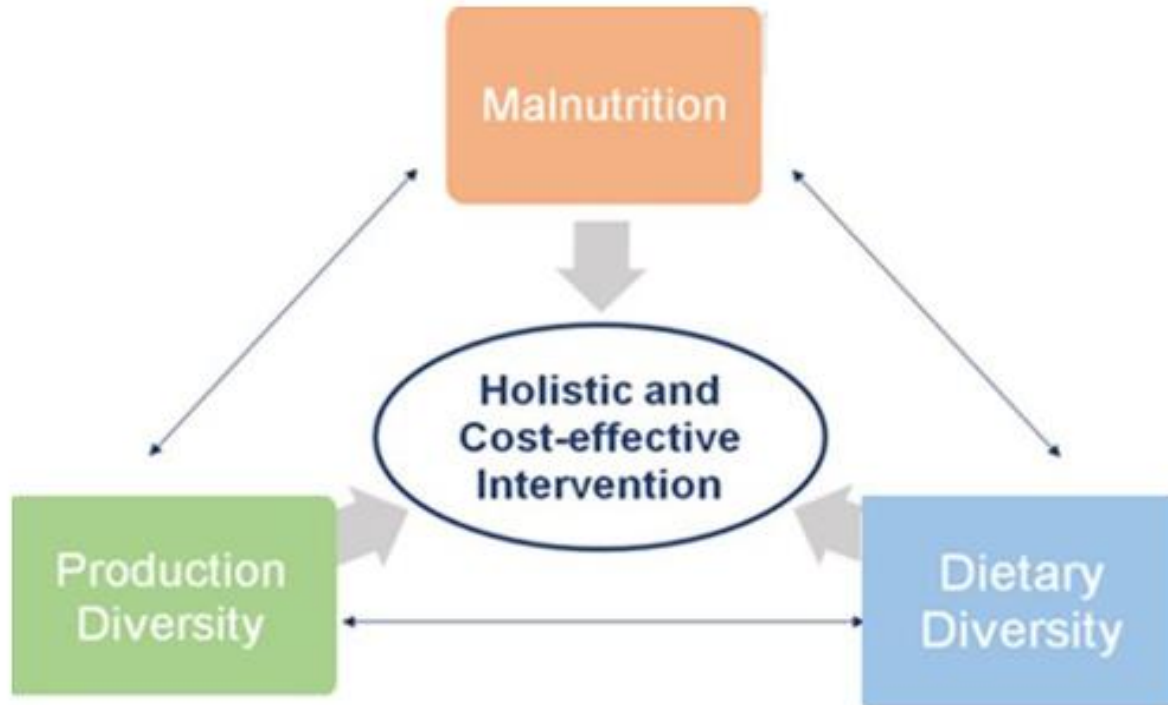 Malnutrition
Holistic and
Cost-effective
Intervention
Production
Diversity
Dietary
Diversity